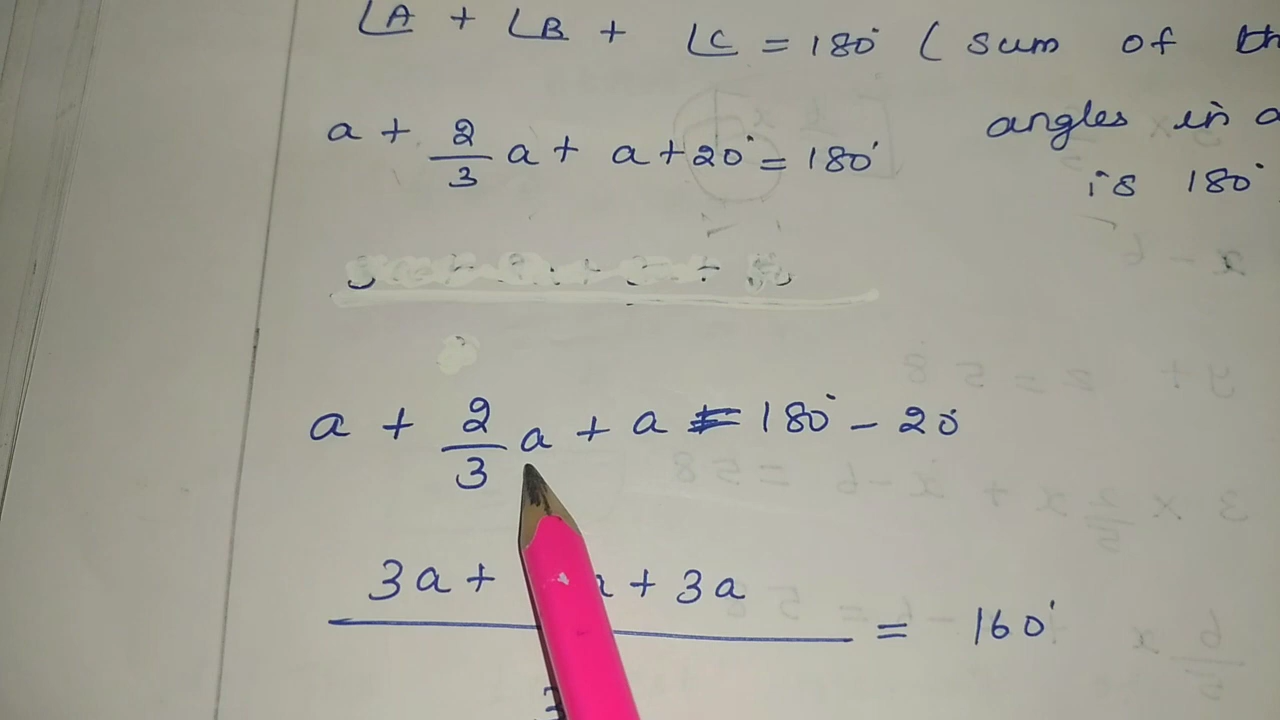 ∠A + ∠B + ∠C = 180° ( sum of
angles in a
a + 2/3 a + a + 20° = 180°
is 180°
a + 2/3 a + a = 180° - 20°
3a + + 3a
= 160°